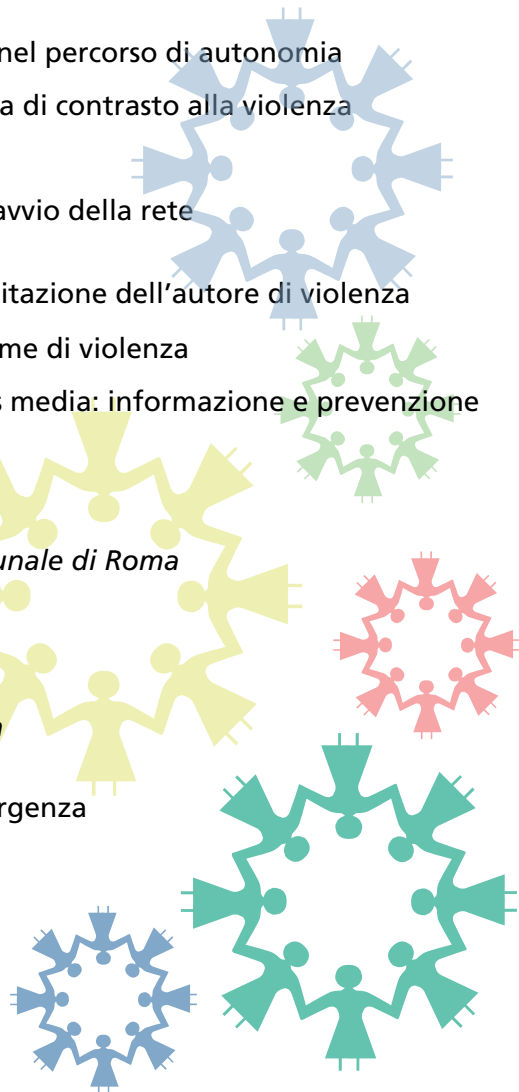 nel percorso di autonomia
a di contrasto alla violenza
avvio della rete
itazione dell'autore di violenza
me di violenza
s media: informazione e prevenzione
unale di Roma
rgenza